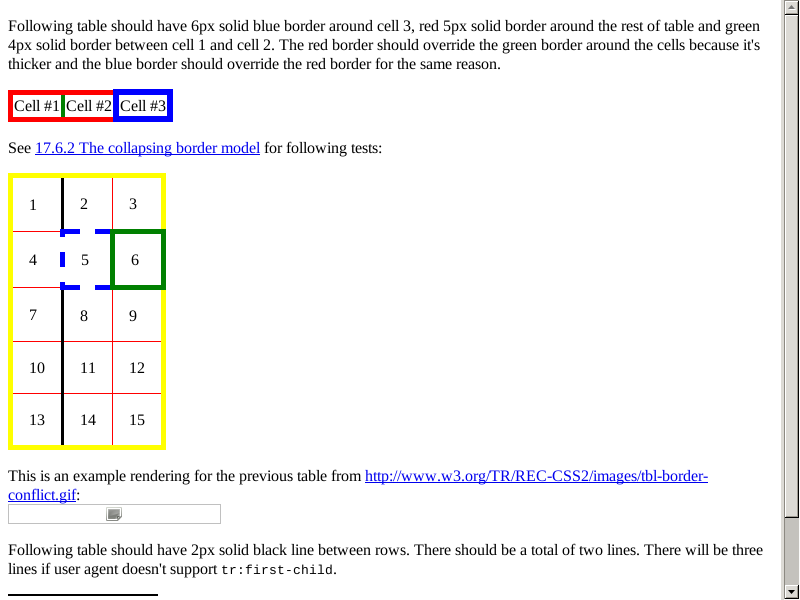 Following table should have 6px solid blue border around cell 3, red 5px solid border around the rest of table and green
4px solid border between cell 1 and cell 2. The red border should override the green border around the cells because it's
thicker and the blue border should override the red border for the same reason.
Cell #1 Cell #2 Cell #3
See 17.6.2 The collapsing border model for following tests:
1 2 3
4 5 6
7 8 9
10 11 12
13 14 15
This is an example rendering for the previous table from http://www.w3.org/TR/REC-CSS2/images/tbl-border-
conflict.gif:
Following table should have 2px solid black line between rows. There should be a total of two lines. There will be three
lines if user agent doesn't support tr:first-child.